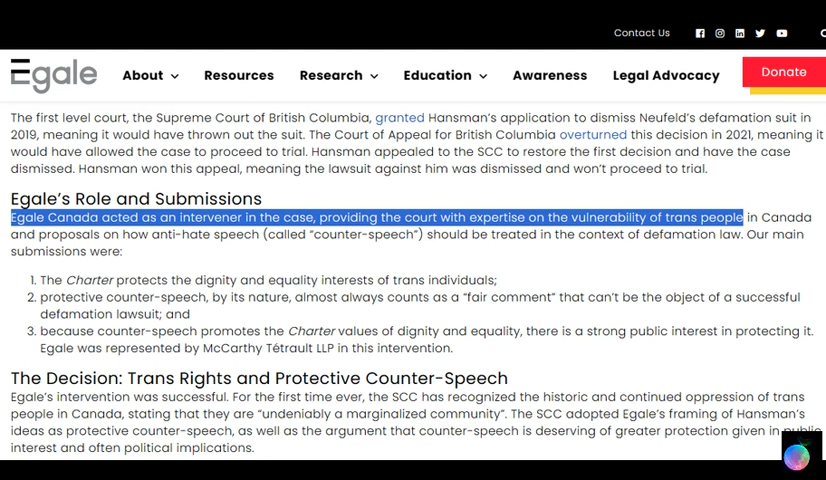 Contact Us
Egale
About
Resources
Research
Education
Awareness
Legal Advocacy
Donate
The first level court, the Supreme Court of British Columbia, granted Hansman's application to dismiss Neufeld's defamation suit in
2019, meaning it would have thrown out the suit. The Court of Appeal for British Columbia overturned this decision in 2021, meaning it
would have allowed the case to proceed to trial. Hansman appealed to the SCC to restore the first decision and have the case
dismissed. Hansman won this appeal, meaning the lawsuit against him was dismissed and won't proceed to trial.
Egale's Role and Submissions
Egale Canada acted as an intervener in the case, providing the court with expertise on the vulnerability of trans people in Canada
and proposals on how anti-hate speech (called “counter-speech”) should be treated in the context of defamation law. Our main
submissions were:
1. The Charter protects the dignity and equality interests of trans individuals;
2. protective counter-speech, by its nature, almost always counts as a “fair comment” that can't be the object of a successful
defamation lawsuit; and
3. because counter-speech promotes the Charter values of dignity and equality, there is a strong public interest in protecting it.
Egale was represented by McCarthy Tétrault LLP in this intervention.
The Decision: Trans Rights and Protective Counter-Speech
Egale's intervention was successful. For the first time ever, the SCC has recognized the historic and continued oppression of trans
people in Canada, stating that they are “undeniably a marginalized community”. The SCC adopted Egale's framing of Hansman's
ideas as protective counter-speech, as well as the argument that counter-speech is deserving of greater protection given in public
interest and often political implications.